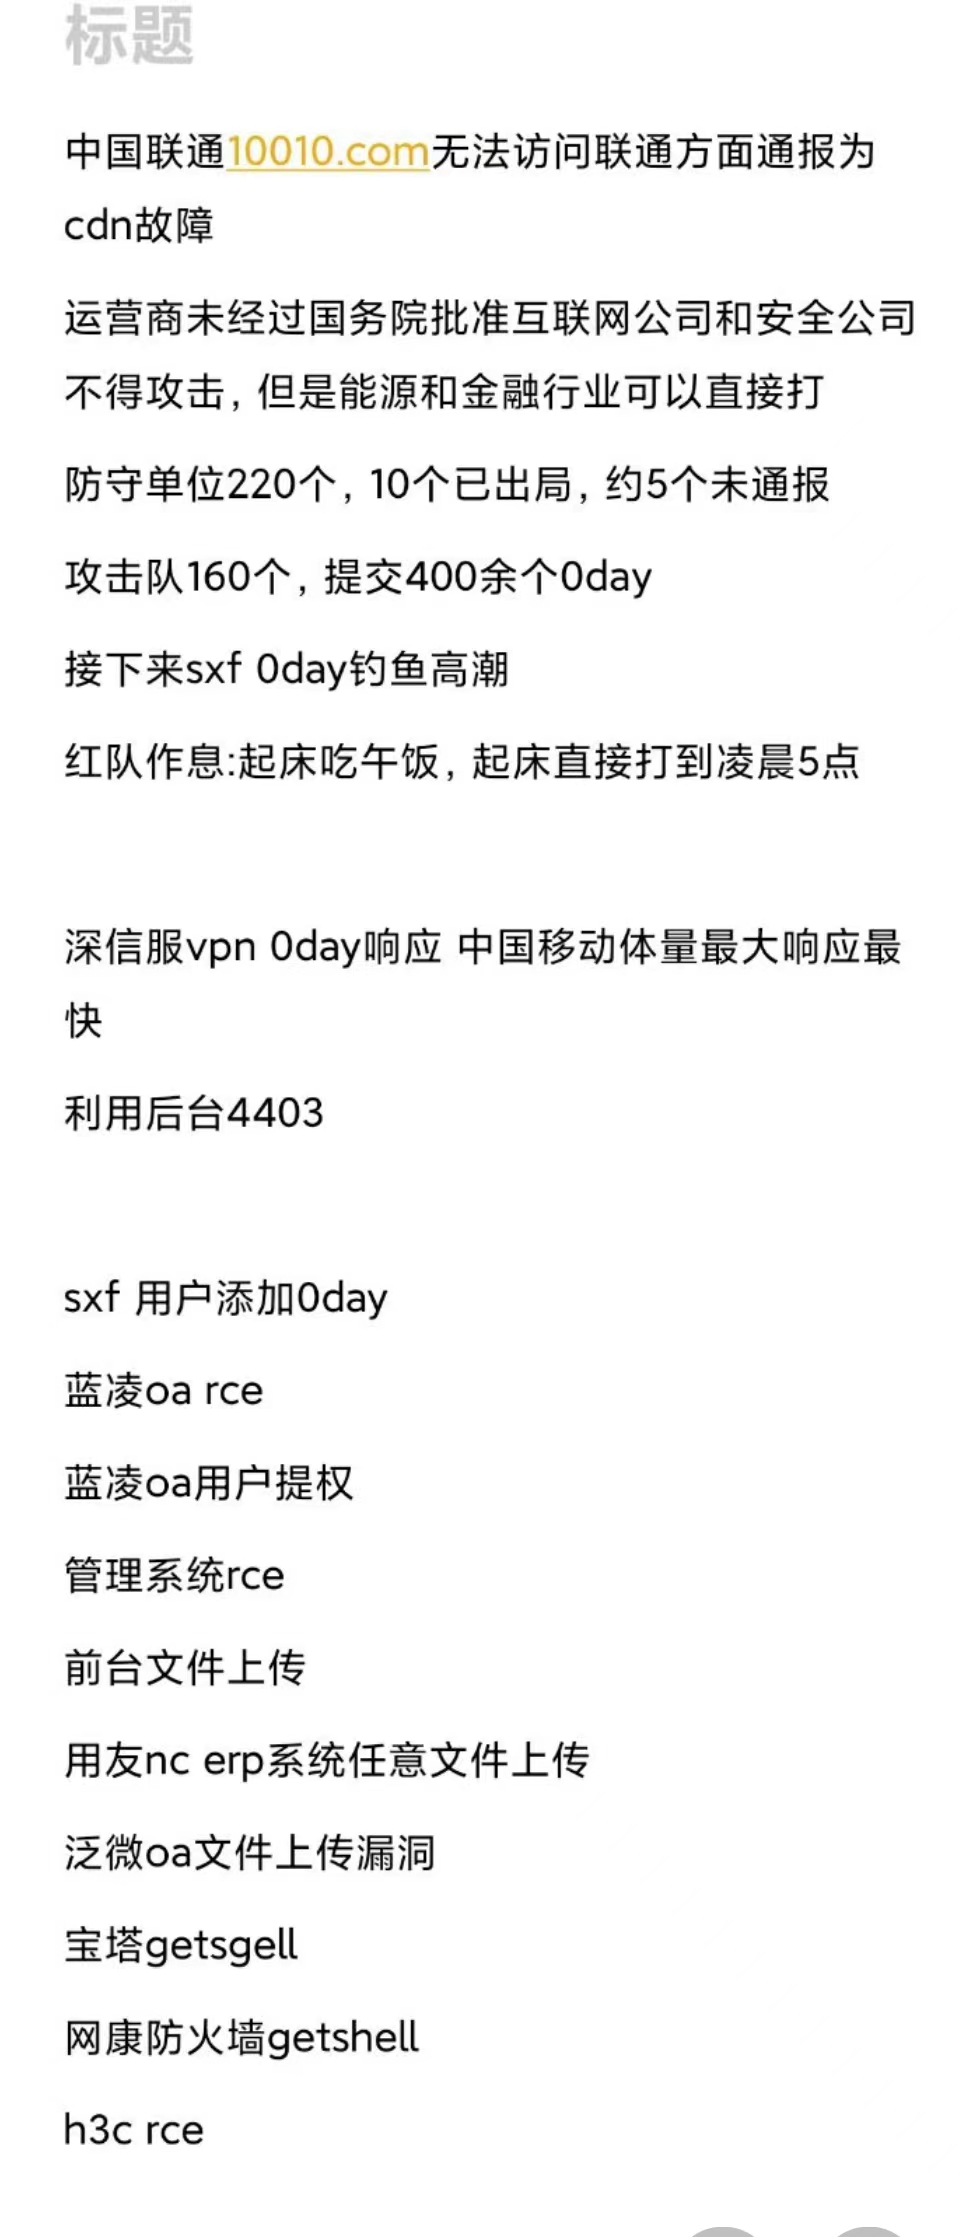 标题
中国联通10010.com无法访问联通方面通报为
cdn故障
运营商未经过国务院批准互联网公司和安全公司
不得攻击，但是能源和金融行业可以直接打
防守单位220个，10个已出局，约5个未通报
攻击队160个，提交400余个0day
接下来sxf 0day钓鱼高潮
红队作息:起床吃午饭，起床直接打到凌晨5点
深信服vpn 0day响应 中国移动体量最大响应最
快
利用后台4403
sxf 用户添加0day
蓝凌oa rce
蓝凌oa用户提权
管理系统rce
前台文件上传
用友nc erp系统任意文件上传
泛微oa文件上传漏洞
宝塔getsgell
网康防火墙getshell
h3c rce